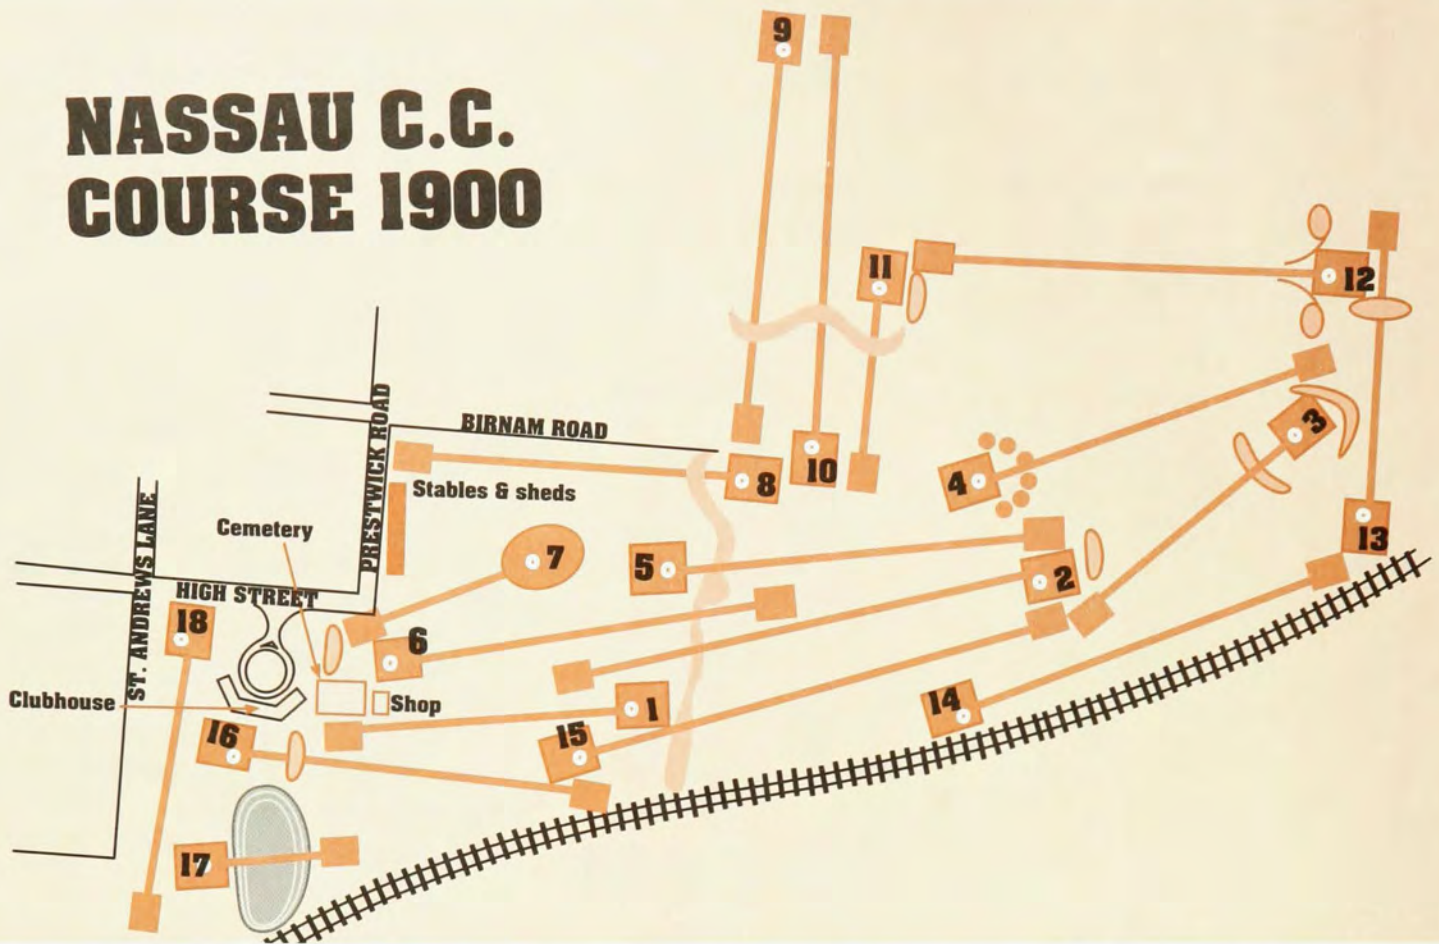 NASSAU C.C.
COURSE 1900
9
11
12
BIRNAM ROAD
PRESTWICK ROAD
3
10
4
8
Stables & sheds
ST. ANDREWS LANE
Cemetery
13
7
5
2
HIGH STREET
18
6
Clubhouse
Shop
1
14
16
15
17